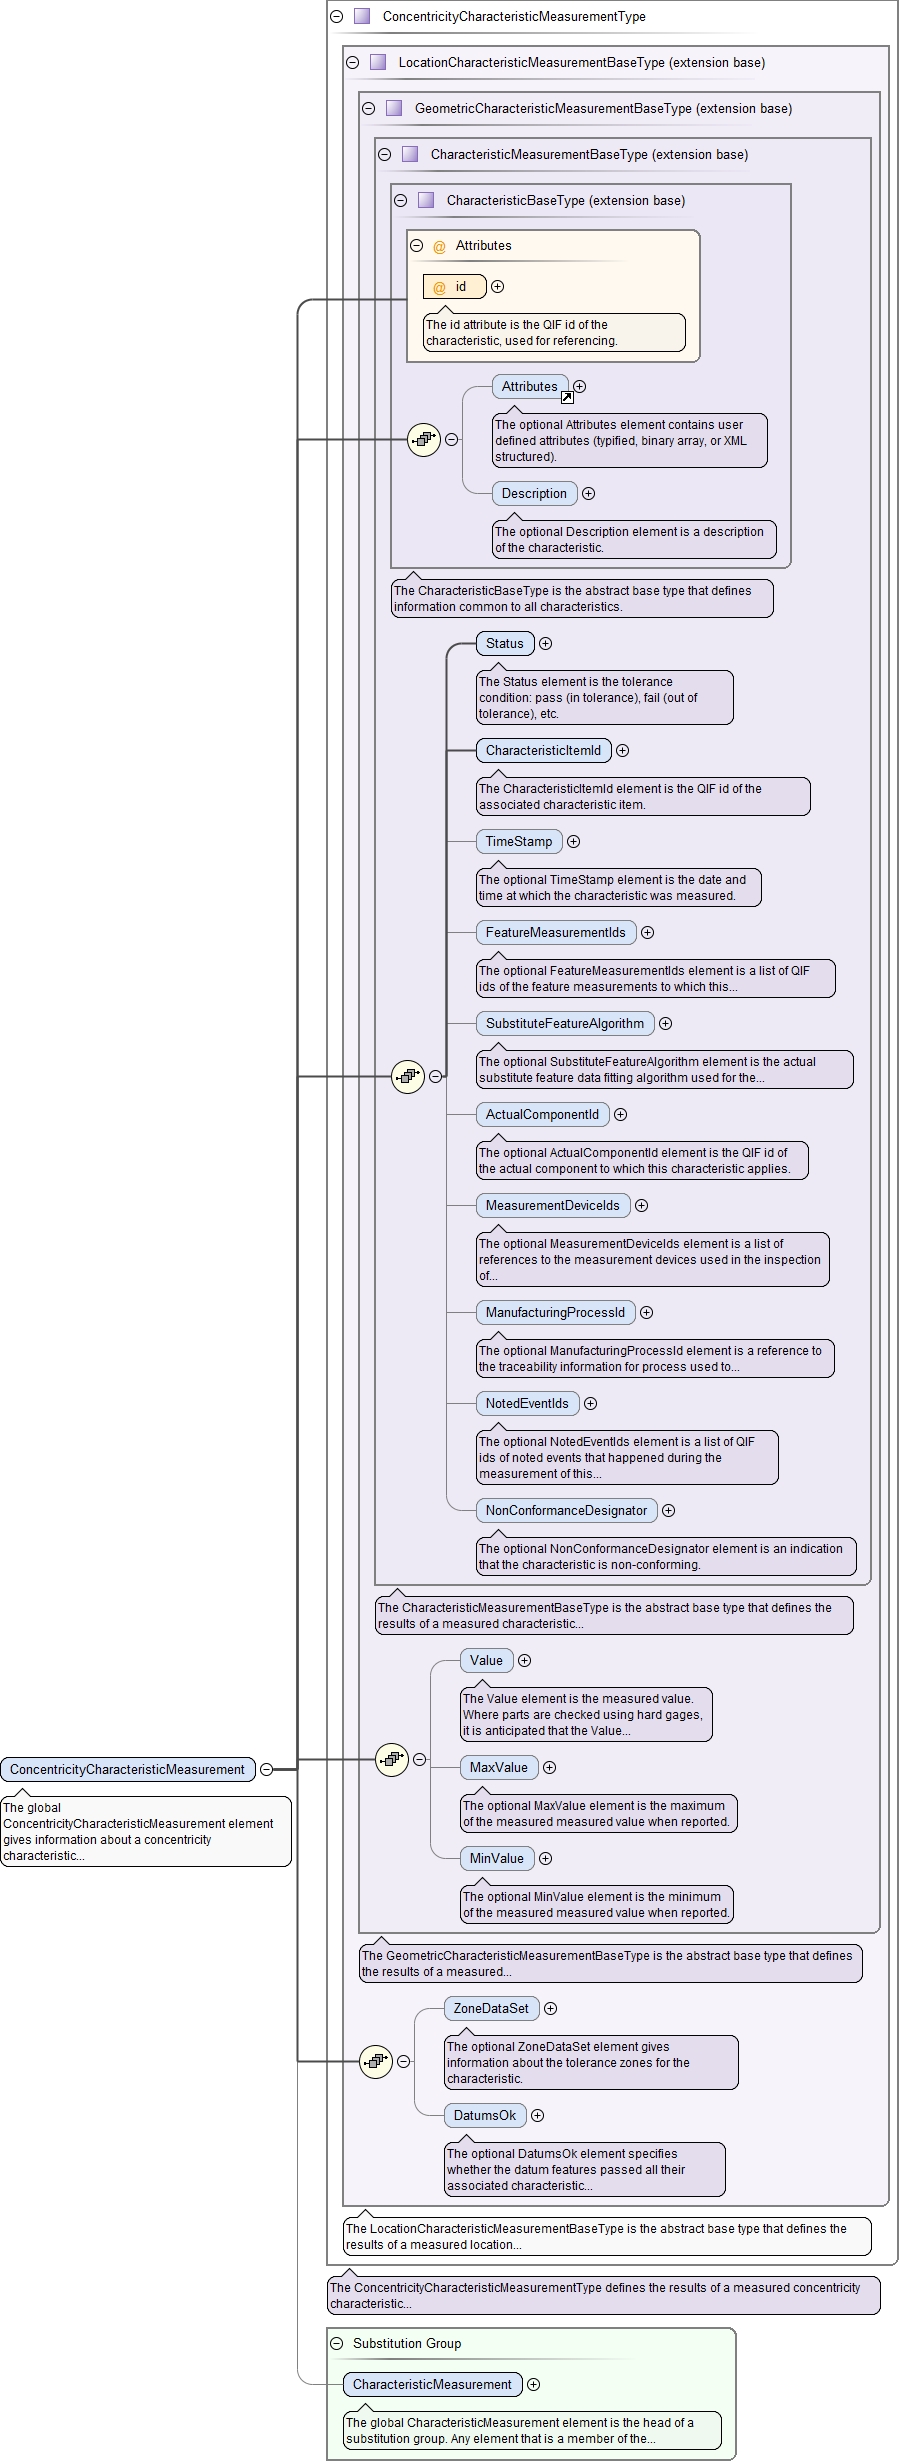 ConcentricityCharacteristicMeasurementType
LocationCharacteristicMeasurementBaseType (extension base)
GeometricCharacteristicMeasurementBaseType (extension base)
CharacteristicMeasurementBaseType (extension base)
CharacteristicBaseType (extension base)
@ Attributes
@ id
The id attribute is the QIF id of the
characteristic, used for referencing.
Attributes
The optional Attributes element contains user
defined attributes (typified, binary array, or XML
structured).
Description
The optional Description element is a description
of the characteristic.
The CharacteristicBaseType is the abstract base type that defines
information common to all characteristics.
Status
The Status element is the tolerance
condition: pass (in tolerance), fail (out of
tolerance), etc.
CharacteristicItemId
The CharacteristicItemId element is the QIF id of the
associated characteristic item.
TimeStamp
The optional TimeStamp element is the date and
time at which the characteristic was measured.
FeatureMeasurementIds
The optional FeatureMeasurementIds element is a list of QIF
ids of the feature measurements to which this...
SubstituteFeatureAlgorithm
The optional SubstituteFeatureAlgorithm element is the actual
substitute feature data fitting algorithm used for the...
ActualComponentId
The optional ActualComponentId element is the QIF id of
the actual component to which this characteristic applies.
MeasurementDeviceIds
The optional MeasurementDeviceIds element is a list of
references to the measurement devices used in the inspection
of...
ManufacturingProcessId
The optional ManufacturingProcessId element is a reference to
the traceability information for process used to...
NotedEventIds
The optional NotedEventIds element is a list of QIF
ids of noted events that happened during the
measurement of this...
NonConformanceDesignator
The optional NonConformanceDesignator element is an indication
that the characteristic is non-conforming.
The CharacteristicMeasurementBaseType is the abstract base type that defines the
results of a measured characteristic...
Value
The Value element is the measured value.
Where parts are checked using hard gages,
it is anticipated that the Value...
MaxValue
The optional MaxValue element is the maximum
of the measured measured value when reported.
MinValue
The optional MinValue element is the minimum
of the measured measured value when reported.
ConcentricityCharacteristicMeasurement
The global
ConcentricityCharacteristicMeasurement element
gives information about a concentricity
characteristic...
The GeometricCharacteristicMeasurementBaseType is the abstract base type that defines
the results of a measured...
ZoneDataSet
The optional ZoneDataSet element gives
information about the tolerance zones for the
characteristic.
DatumsOk
The optional DatumsOk element specifies
whether the datum features passed all their
associated characteristic...
The LocationCharacteristicMeasurementBaseType is the abstract base type that defines the
results of a measured location...
The ConcentricityCharacteristicMeasurementType defines the results of a measured concentricity
characteristic...
Substitution Group
CharacteristicMeasurement
The global CharacteristicMeasurement element is the head of a
substitution group. Any element that is a member of the...